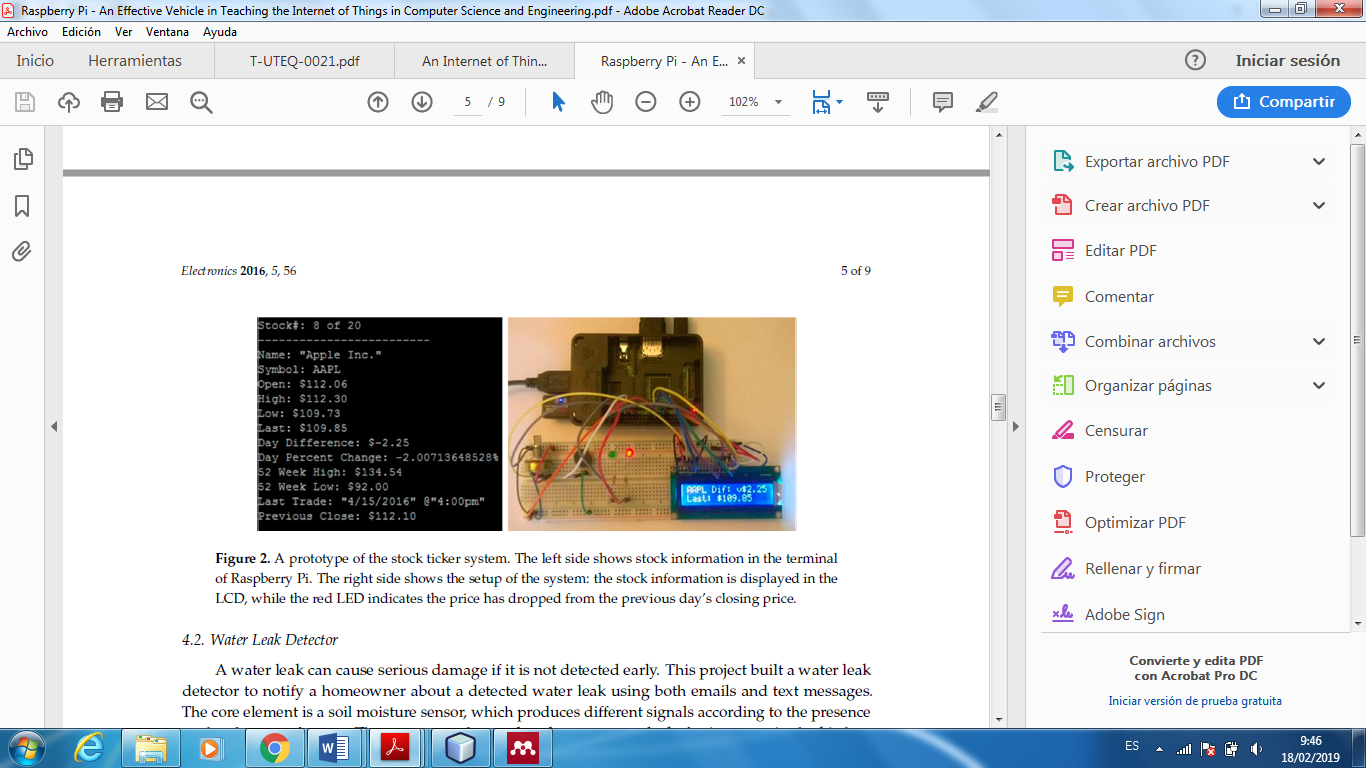 Raspberry Pi - An Effective Vehicle in Teaching the Internet of Things in Computer Science and Engineering.pdf - Adobe Acrobat Reader DC
Archivo Edición Ver Ventana Ayuda
Inicio Herramientas T-UTEQ-0021.pdf An Internet of Thin... Raspberry Pi - An E... × ? Iniciar sesión
5 / 9 102% Compartir
Electronics 2016, 5, 56 5 of 9
Stock#: 8 of 20
-------------------------
Name: "Apple Inc."
Symbol: AAPL
Open: $112.06
High: $112.30
Low: $109.73
Last: $109.85
Day Difference: $-2.25
Day Percent Change: -2.00713648528%
52 Week High: $134.54
52 Week Low: $92.00
Last Trade: "4/15/2016" @"4:00pm"
Previous Close: $112.10
AAPL Dif: v$2.25
Last: $109.85
Figure 2. A prototype of the stock ticker system. The left side shows stock information in the terminal
of Raspberry Pi. The right side shows the setup of the system: the stock information is displayed in the
LCD, while the red LED indicates the price has dropped from the previous day's closing price.
4.2. Water Leak Detector
A water leak can cause serious damage if it is not detected early. This project built a water leak
detector to notify a homeowner about a detected water leak using both emails and text messages.
The core element is a soil moisture sensor, which produces different signals according to the presence
Exportar archivo PDF
Crear archivo PDF
Editar PDF
Comentar
Combinar archivos
Organizar páginas
Censurar
Proteger
Optimizar PDF
Rellenar y firmar
Adobe Sign
Convierte y edita PDF
con Acrobat Pro DC
Iniciar versión de prueba gratuita
ES
9:46
18/02/2019